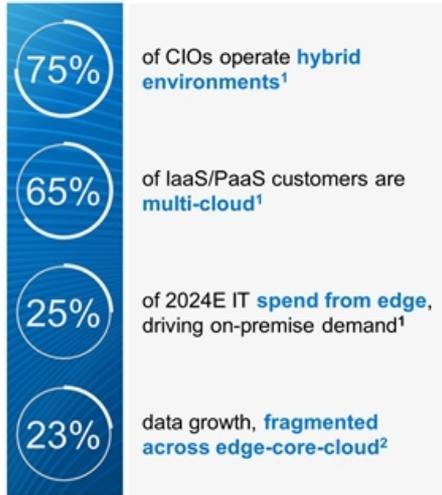 75%
of CIOs operate hybrid
environments¹
65%
of IaaS/PaaS customers are
multi-cloud¹
25%
of 2024E IT spend from edge,
driving on-premise demand¹
23%
data growth, fragmented
across edge-core-cloud²